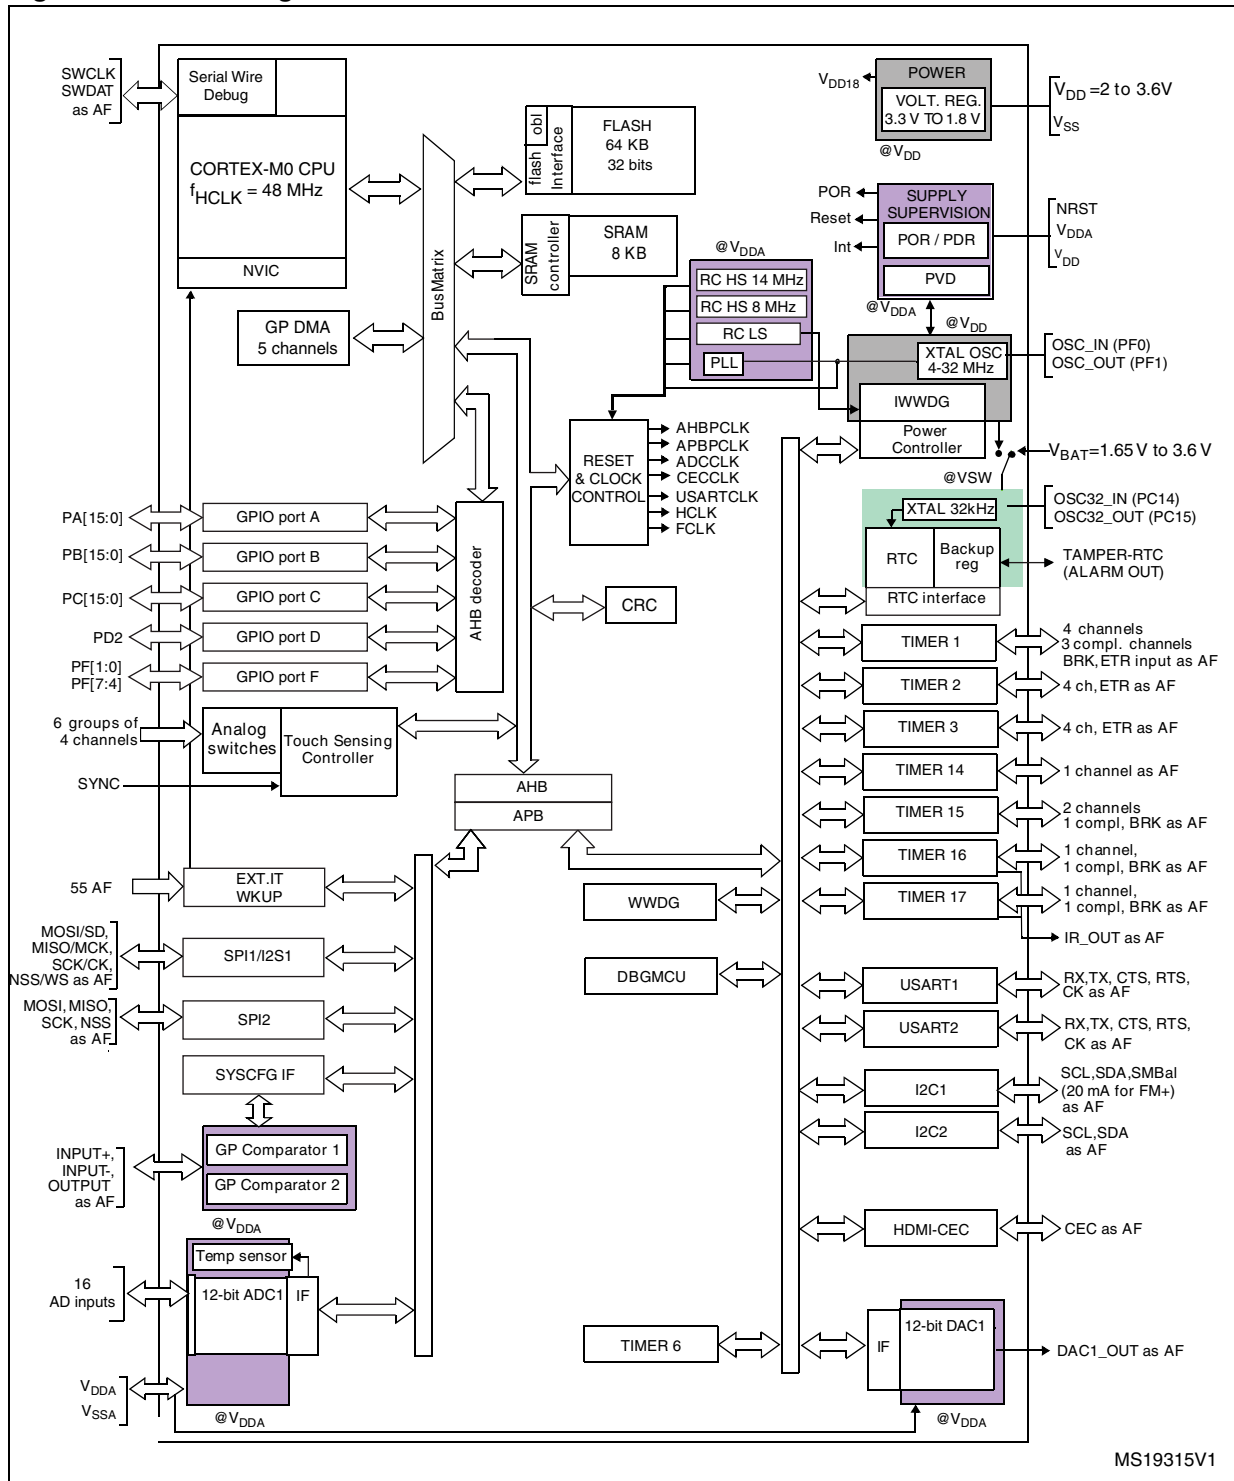 SWCLK
SWDAT
as AF
Serial Wire
Debug
CORTEX-M0 CPU
fHCLK = 48 MHz
NVIC
GP DMA
5 channels
BusMatrix
flash
obl
Interface
FLASH
64 KB
32 bits
SRAM
controller
SRAM
8 KB
VDD18
POWER
VOLT. REG.
3.3 V TO 1.8 V
@VDD
VDD =2 to 3.6V
VSS
POR
Reset
Int
SUPPLY
SUPERVISION
POR / PDR
PVD
@VDDA
NRST
VDDA
VDD
@VDDA
RC HS 14 MHz
RC HS 8 MHz
RC LS
PLL
@VDD
XTAL OSC
4-32 MHz
IWWDG
Power
Controller
OSC_IN (PF0)
OSC_OUT (PF1)
VBAT=1.65 V to 3.6 V
@VSW
RESET
& CLOCK
CONTROL
AHBPCLK
APBPCLK
ADCCLK
CECCLK
USARTCLK
HCLK
FCLK
XTAL 32kHz
OSC32_IN (PC14)
OSC32_OUT (PC15)
RTC
Backup
reg
RTC interface
TAMPER-RTC
(ALARM OUT)
PA[15:0]
GPIO port A
PB[15:0]
GPIO port B
PC[15:0]
GPIO port C
PD2
GPIO port D
PF[1:0]
PF[7:4]
GPIO port F
AHB decoder
CRC
6 groups of
4 channels
Analog
switches
Touch Sensing
Controller
SYNC
AHB
APB
TIMER 1
4 channels
3 compl. channels
BRK,ETR input as AF
TIMER 2
4 ch,ETR as AF
TIMER 3
4 ch, ETR as AF
TIMER 14
1 channel as AF
TIMER 15
2 channels
1 compl, BRK as AF
TIMER 16
1 channel,
1 compl, BRK as AF
TIMER 17
1 channel,
1 compl, BRK as AF
IR_OUT as AF
55 AF
EXT.IT
WKUP
WWDG
MOSI/SD,
MISO/MCK,
SCK/CK,
NSS/WS as AF
SPI1/I2S1
DBGMCU
USART1
RX,TX, CTS, RTS,
CK as AF
MOSI,MISO,
SCK,NSS
as AF
SPI2
USART2
RX,TX, CTS, RTS,
CK as AF
SYSCFG IF
I2C1
SCL,SDA,SMBal
(20 mA for FM+)
as AF
I2C2
SCL,SDA
as AF
INPUT+,
INPUT-,
OUTPUT
as AF
GP Comparator 1
GP Comparator 2
@VDDA
HDMI-CEC
CEC as AF
Temp sensor
16
AD inputs
12-bit ADC1
IF
TIMER 6
IF
12-bit DAC1
DAC1_OUT as AF
VDDA
VSSA
@VDDA
@VDDA
MS19315V1